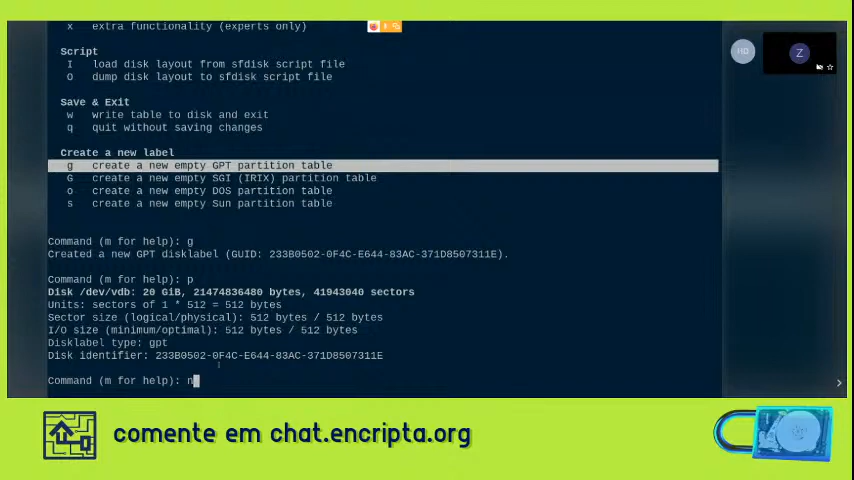 x   extra functionality (experts only)
Script
I   load disk layout from sfdisk script file
O   dump disk layout to sfdisk script file
Save & Exit
w   write table to disk and exit
q   quit without saving changes
Create a new label
g   create a new empty GPT partition table
G   create a new empty SGI (IRIX) partition table
o   create a new empty DOS partition table
s   create a new empty Sun partition table
Command (m for help): g
Created a new GPT disklabel (GUID: 233B0502-0F4C-E644-83AC-371D8507311E).
Command (m for help): p
Disk /dev/vdb: 20 GiB, 21474836480 bytes, 41943040 sectors
Units: sectors of 1 * 512 = 512 bytes
Sector size (logical/physical): 512 bytes / 512 bytes
I/O size (minimum/optimal): 512 bytes / 512 bytes
Disklabel type: gpt
Disk identifier: 233B0502-0F4C-E644-83AC-371D8507311E
Command (m for help): n
Z
comente em chat.encripta.org